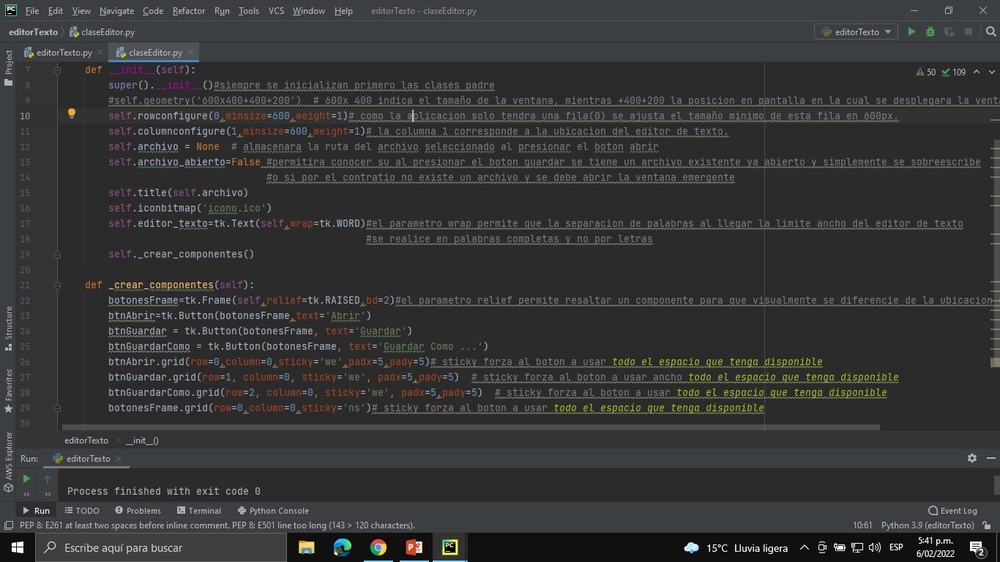 File Edit View Navigate Code Refactor Run Tools VCS Window Help editorTexto - claseEditor.py
editorTexto claseEditor.py editorTexto
editorTexto.py claseEditor.py
Project
50 109
7 def __init__(self):
8 super().__init__()#siempre se inicializan primero las clases padre
9 #self.geometry('600x400+400+200') # 600x 400 indica el tamaño de la ventana, mientras +400+200 la posicion en pantalla en la cual se desplegara la venta
10 self.rowconfigure(0,minsize=600,weight=1)# como la aplicacion solo tendra una fila(0) se ajusta el tamaño minimo de esta fila en 600px.
11 self.columnconfigure(1,minsize=600,weight=1)# la columna 1 corresponde a la ubicacion del editor de texto.
12 self.archivo = None # almacenara la ruta del archivo seleccionado al presionar el boton abrir
13 self.archivo_abierto=False #permitira conocer su al presionar el boton guardar se tiene un archivo existente ya abierto y simplemente se sobreescribe
14 #o si por el contratio no existe un archivo y se debe abrir la ventana emergente
15 self.title(self.archivo)
16 self.iconbitmap('icono.ico')
17 self.editor_texto=tk.Text(self,wrap=tk.WORD)#el parametro wrap permite que la separacion de palabras al llegar la limite ancho del editor de texto
18 #se realice en palabras completas y no por letras
19 self._crear_componentes()
20
21 def _crear_componentes(self):
22 botonesFrame=tk.Frame(self,relief=tk.RAISED,bd=2)#el parametro relief permite resaltar un componente para que visualmente se diferencie de la ubicacion
23 btnAbrir=tk.Button(botonesFrame,text='Abrir')
24 btnGuardar = tk.Button(botonesFrame, text='Guardar')
25 btnGuardarComo = tk.Button(botonesFrame, text='Guardar Como ...')
26 btnAbrir.grid(row=0,column=0,sticky='we',padx=5,pady=5)# sticky forza al boton a usar todo el espacio que tenga disponible
27 btnGuardar.grid(row=1, column=0, sticky='we', padx=5,pady=5) # sticky forza al boton a usar ancho todo el espacio que tenga disponible
28 btnGuardarComo.grid(row=2, column=0, sticky='we', padx=5,pady=5) # sticky forza al boton a usar todo el espacio que tenga disponible
29 botonesFrame.grid(row=0,column=0,sticky='ns')# sticky forza al boton a usar todo el espacio que tenga disponible
30
Structure
Favorites
AWS Explorer
editorTexto __init__()
Run: editorTexto
Process finished with exit code 0
Run TODO Problems Terminal Python Console Event Log
PEP 8: E261 at least two spaces before inline comment. PEP 8: E501 line too long (143 > 120 characters). 10:61 Python 3.9 (editorTexto)
Escribe aquí para buscar 15°C Lluvia ligera ESP 5:41 p.m.
6/02/2022 2